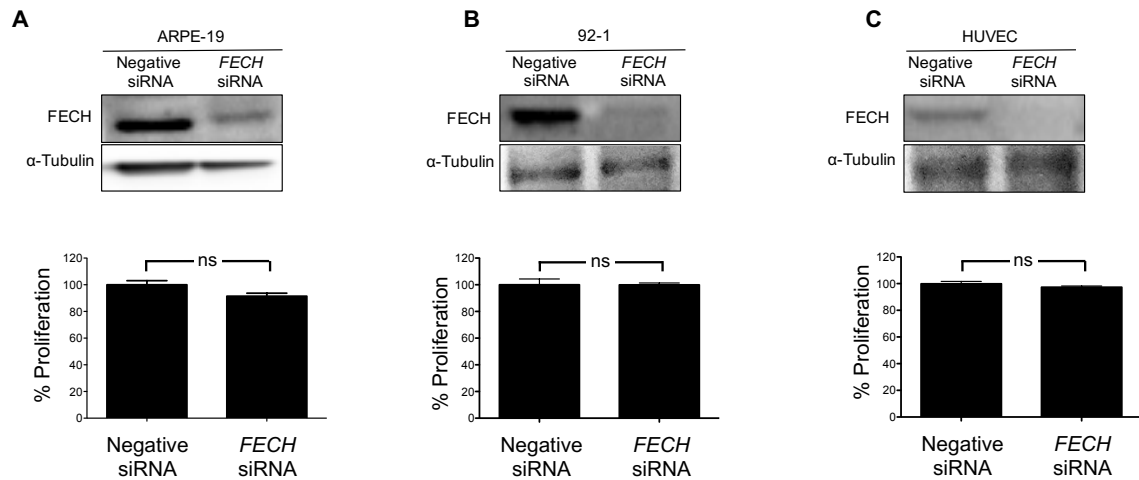 A
ARPE-19
Negative siRNA
FECH siRNA
FECH
α-Tubulin
120
100
80
60
40
20
0
% Proliferation
ns
Negative siRNA
FECH siRNA
B
92-1
Negative siRNA
FECH siRNA
FECH
α-Tubulin
120
100
80
60
40
20
0
% Proliferation
ns
Negative siRNA
FECH siRNA
C
HUVEC
Negative siRNA
FECH siRNA
FECH
α-Tubulin
120
100
80
60
40
20
0
% Proliferation
ns
Negative siRNA
FECH siRNA